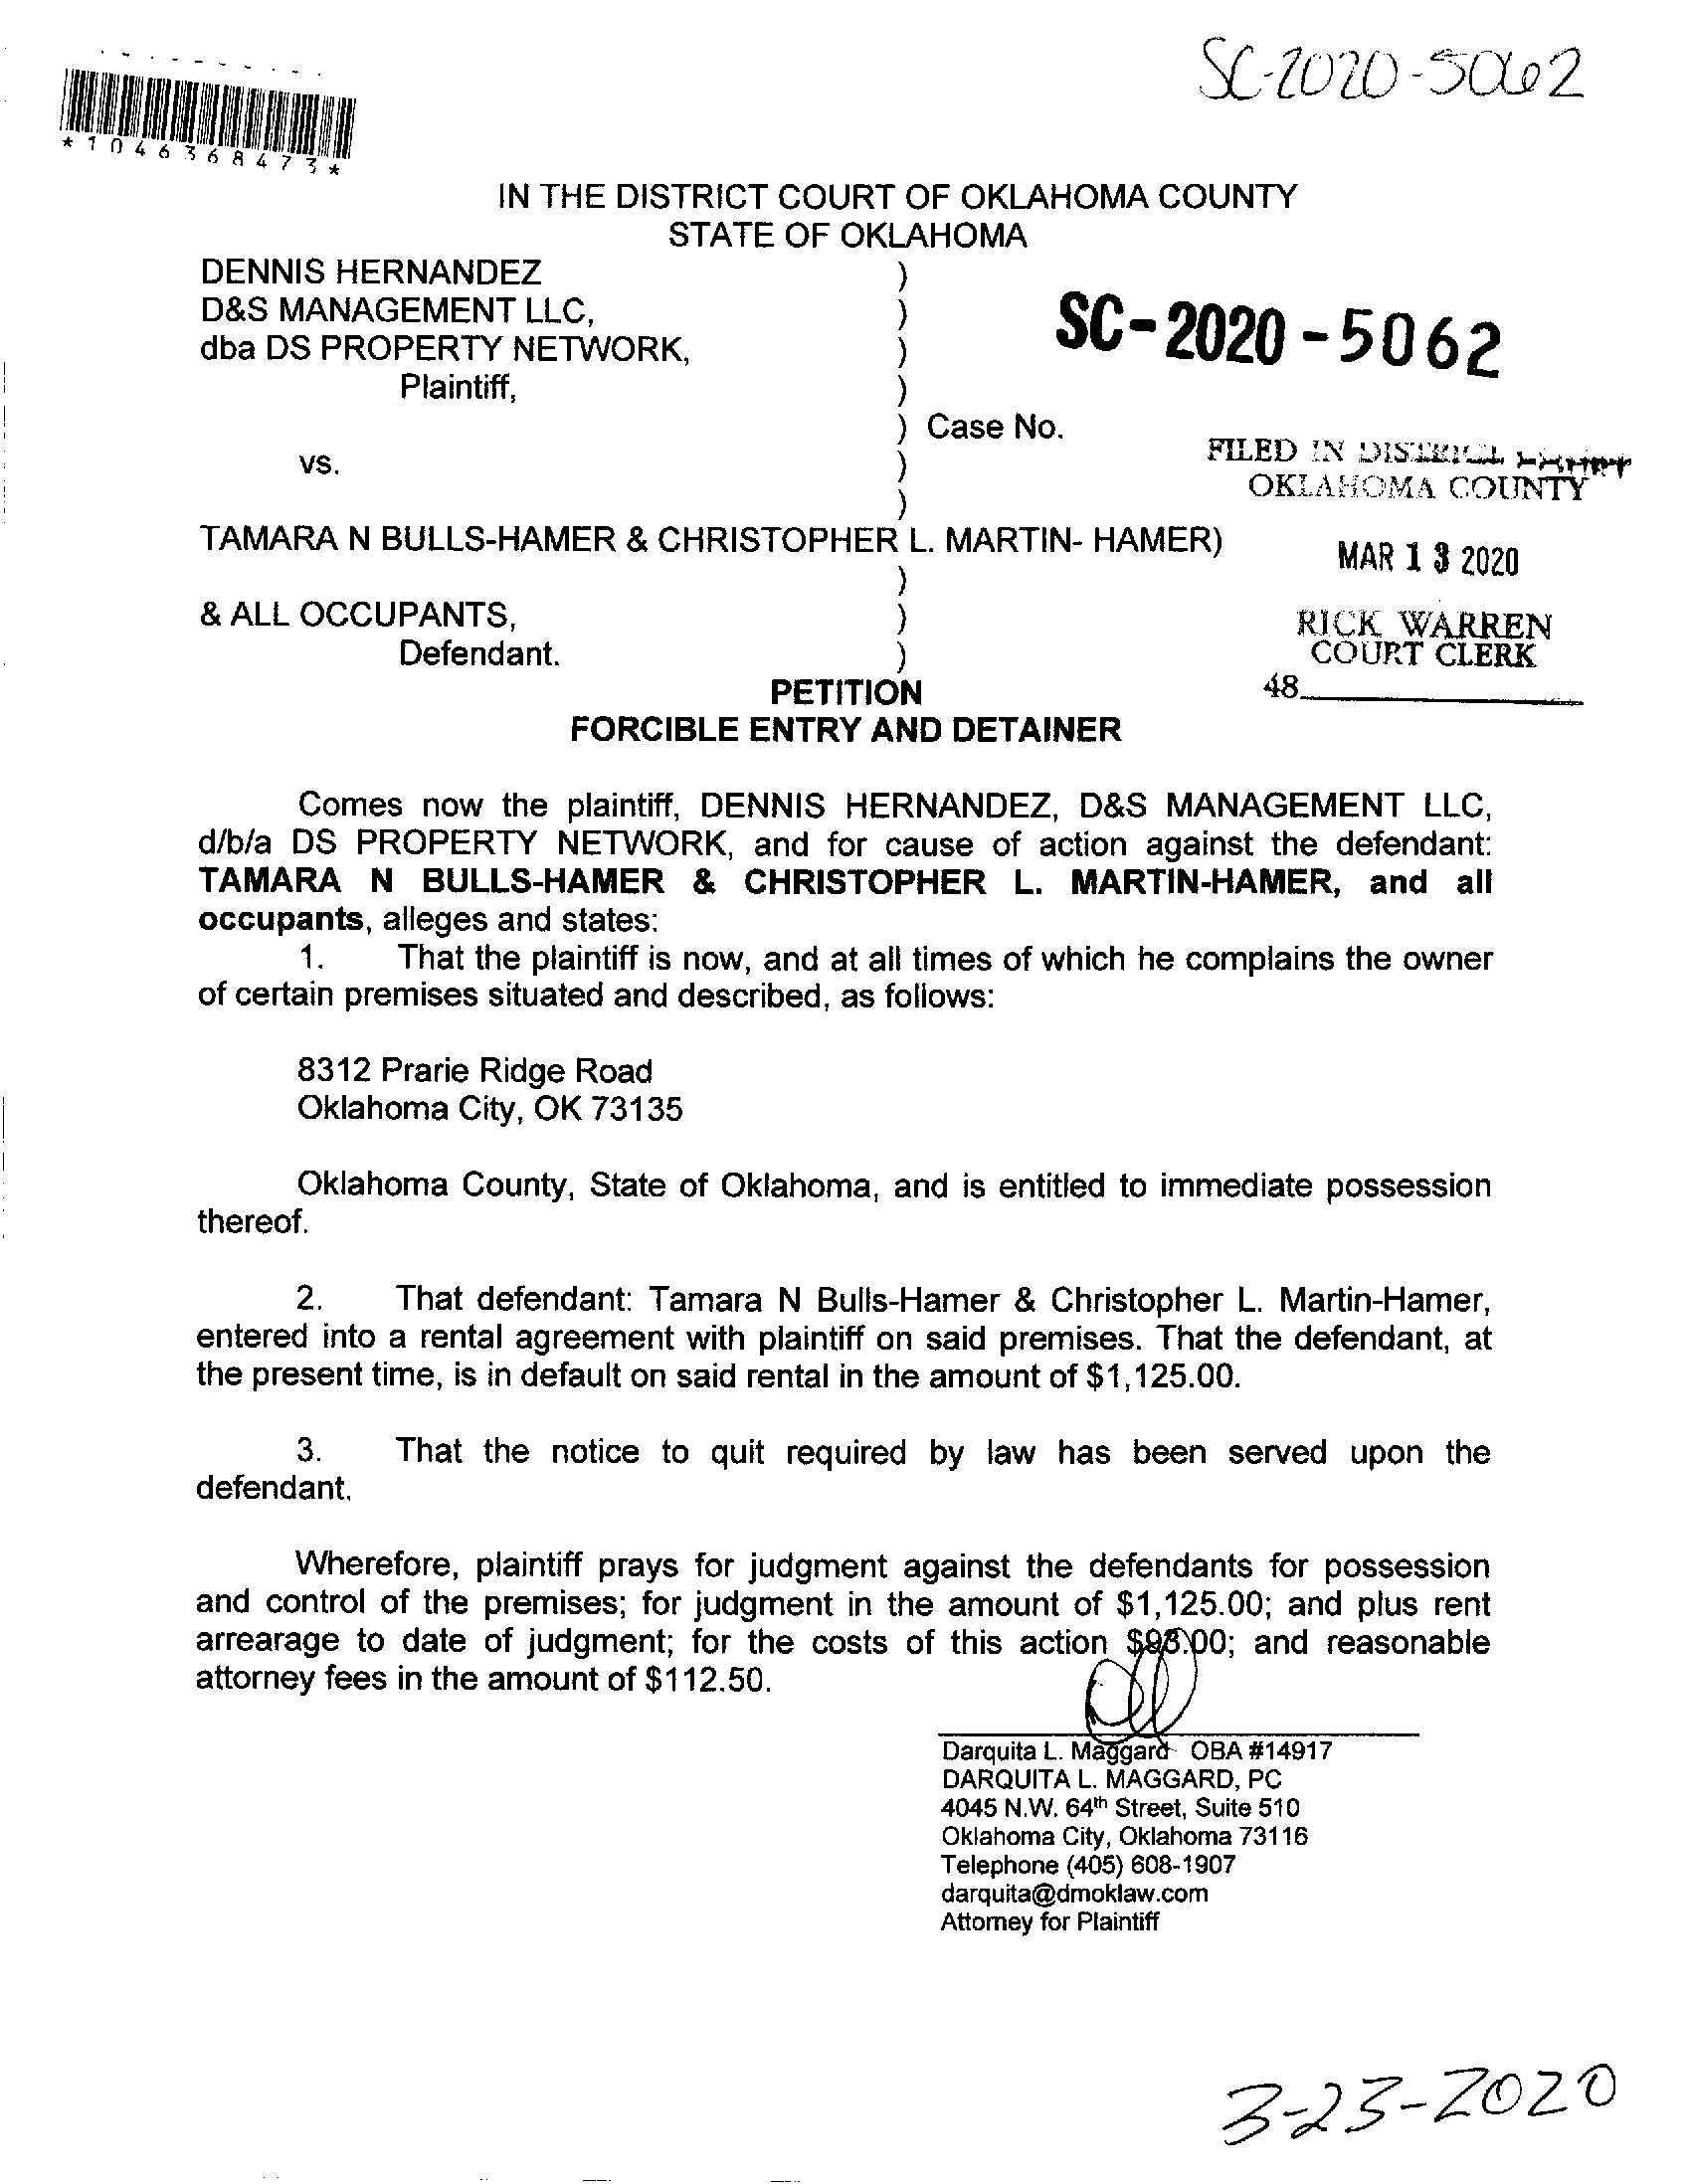 SC-2020-5062
*1046368473*
IN THE DISTRICT COURT OF OKLAHOMA COUNTY
STATE OF OKLAHOMA
DENNIS HERNANDEZ )
D&S MANAGEMENT LLC, )
dba DS PROPERTY NETWORK, )
SC-2020-5062
Plaintiff, )
) Case No.
FILED IN DISTRICT COURT
vs. )
OKLAHOMA COUNTY
)
TAMARA N BULLS-HAMER & CHRISTOPHER L. MARTIN- HAMER)
MAR 13 2020
)
& ALL OCCUPANTS, )
RICK WARREN
Defendant. )
COURT CLERK
48
PETITION
FORCIBLE ENTRY AND DETAINER
Comes now the plaintiff, DENNIS HERNANDEZ, D&S MANAGEMENT LLC,
d/b/a DS PROPERTY NETWORK, and for cause of action against the defendant:
TAMARA N BULLS-HAMER & CHRISTOPHER L. MARTIN-HAMER, and all
occupants, alleges and states:
1. That the plaintiff is now, and at all times of which he complains the owner
of certain premises situated and described, as follows:
8312 Prarie Ridge Road
Oklahoma City, OK 73135
Oklahoma County, State of Oklahoma, and is entitled to immediate possession
thereof.
2. That defendant: Tamara N Bulls-Hamer & Christopher L. Martin-Hamer,
entered into a rental agreement with plaintiff on said premises. That the defendant, at
the present time, is in default on said rental in the amount of $1,125.00.
3. That the notice to quit required by law has been served upon the
defendant.
Wherefore, plaintiff prays for judgment against the defendants for possession
and control of the premises; for judgment in the amount of $1,125.00; and plus rent
arrearage to date of judgment; for the costs of this action and reasonable
attorney fees in the amount of $112.50.
Darquita L. Maggard OBA #14917
DARQUITA L. MAGGARD, PC
4045 N.W. 64th Street, Suite 510
Oklahoma City, Oklahoma 73116
Telephone (405) 608-1907
darquita@dmoklaw.com
Attorney for Plaintiff
3-23-2020